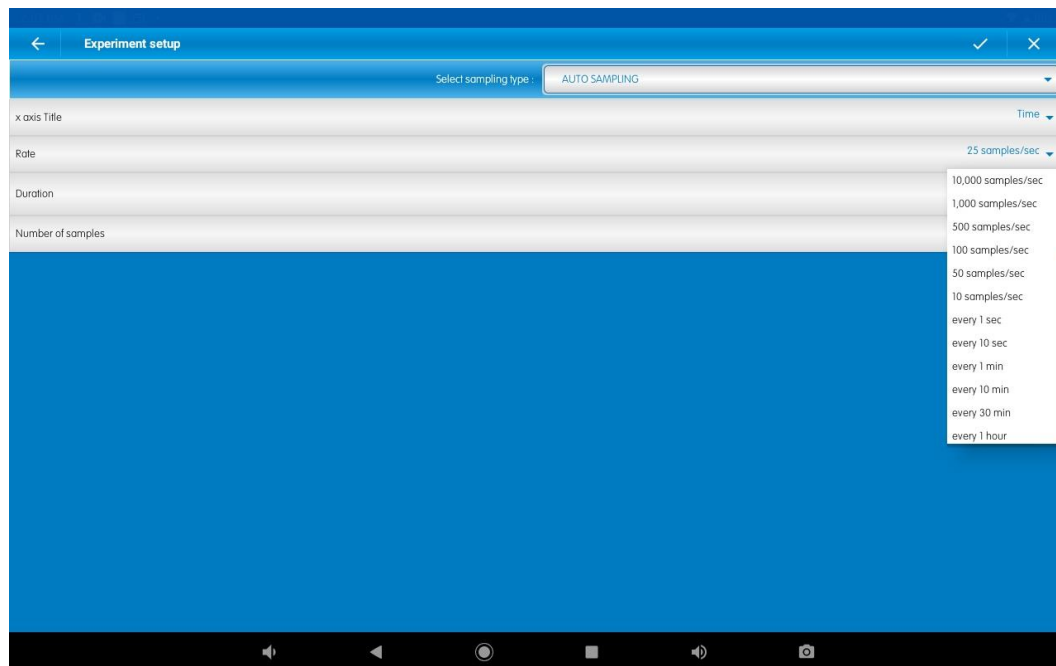 Experiment setup
Select sampling type : AUTO SAMPLING
x axis Title Time
Rate 25 samples/sec
Duration
Number of samples
10,000 samples/sec
1,000 samples/sec
500 samples/sec
100 samples/sec
50 samples/sec
10 samples/sec
every 1 sec
every 10 sec
every 1 min
every 10 min
every 30 min
every 1 hour